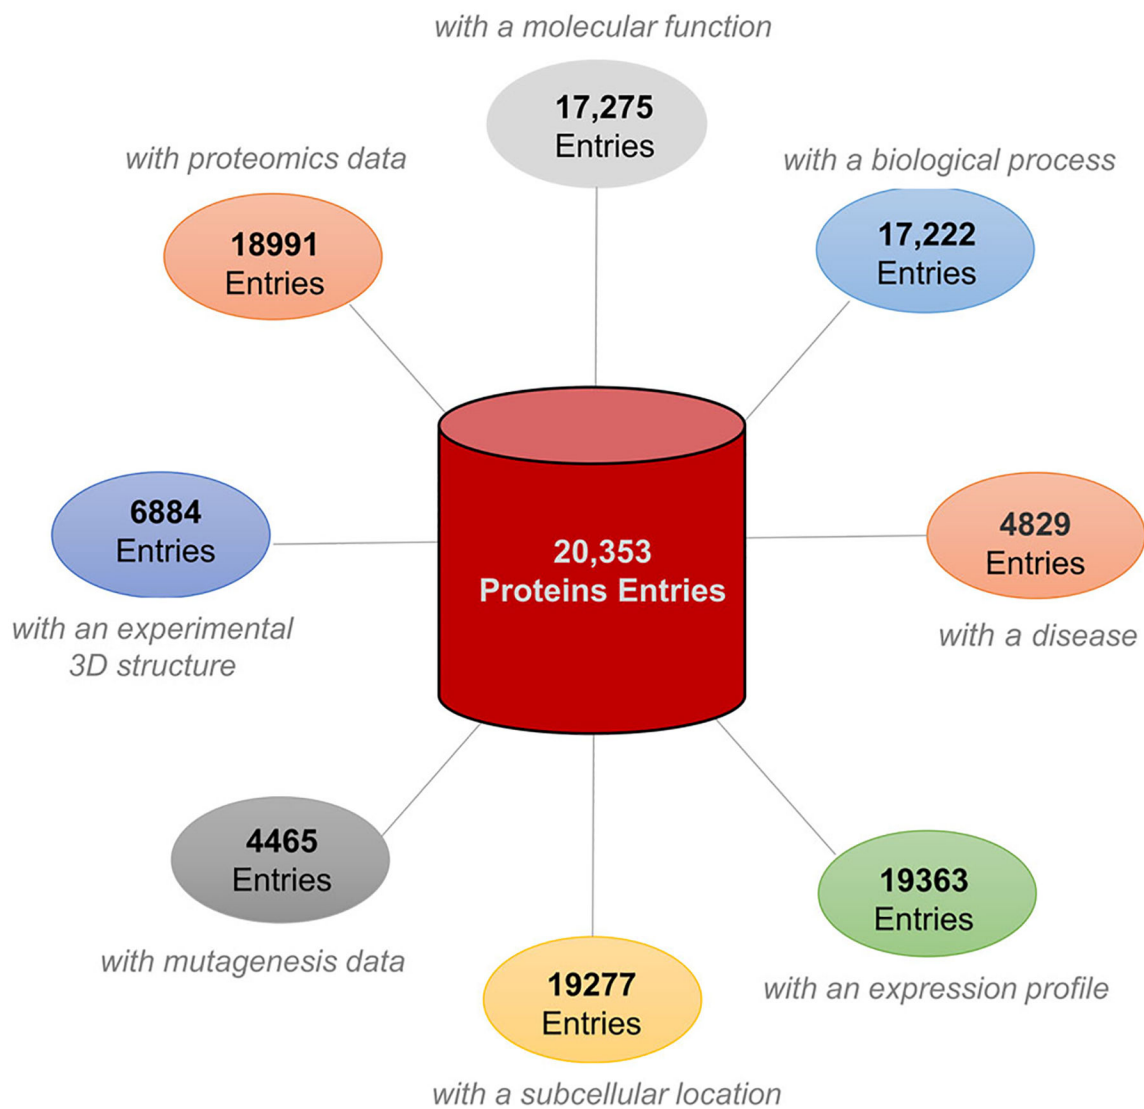 with a molecular function
17,275
Entries
with proteomics data
18991
Entries
with a biological process
17,222
Entries
6884
Entries
with an experimental
3D structure
20,353
Proteins Entries
4829
Entries
with a disease
4465
Entries
with mutagenesis data
19363
Entries
with an expression profile
19277
Entries
with a subcellular location